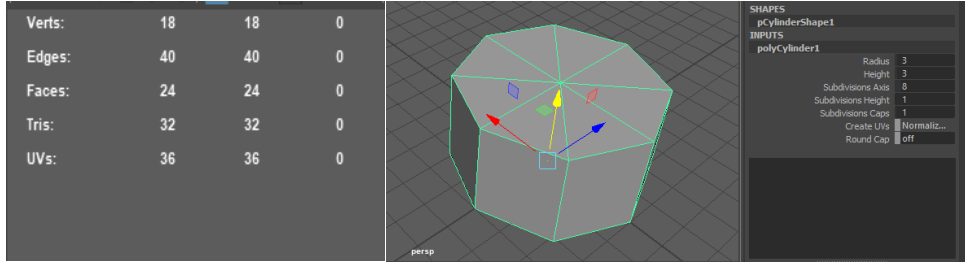 Verts: 18 18 0
Edges: 40 40 0
Faces: 24 24 0
Tris: 32 32 0
UVs: 36 36 0
persp
SHAPES
pCylinderShape1
INPUTS
polyCylinder1
Radius 3
Height 3
Subdivisions Axis 8
Subdivisions Height 1
Subdivisions Caps 1
Create UVs Normaliz...
Round Cap off